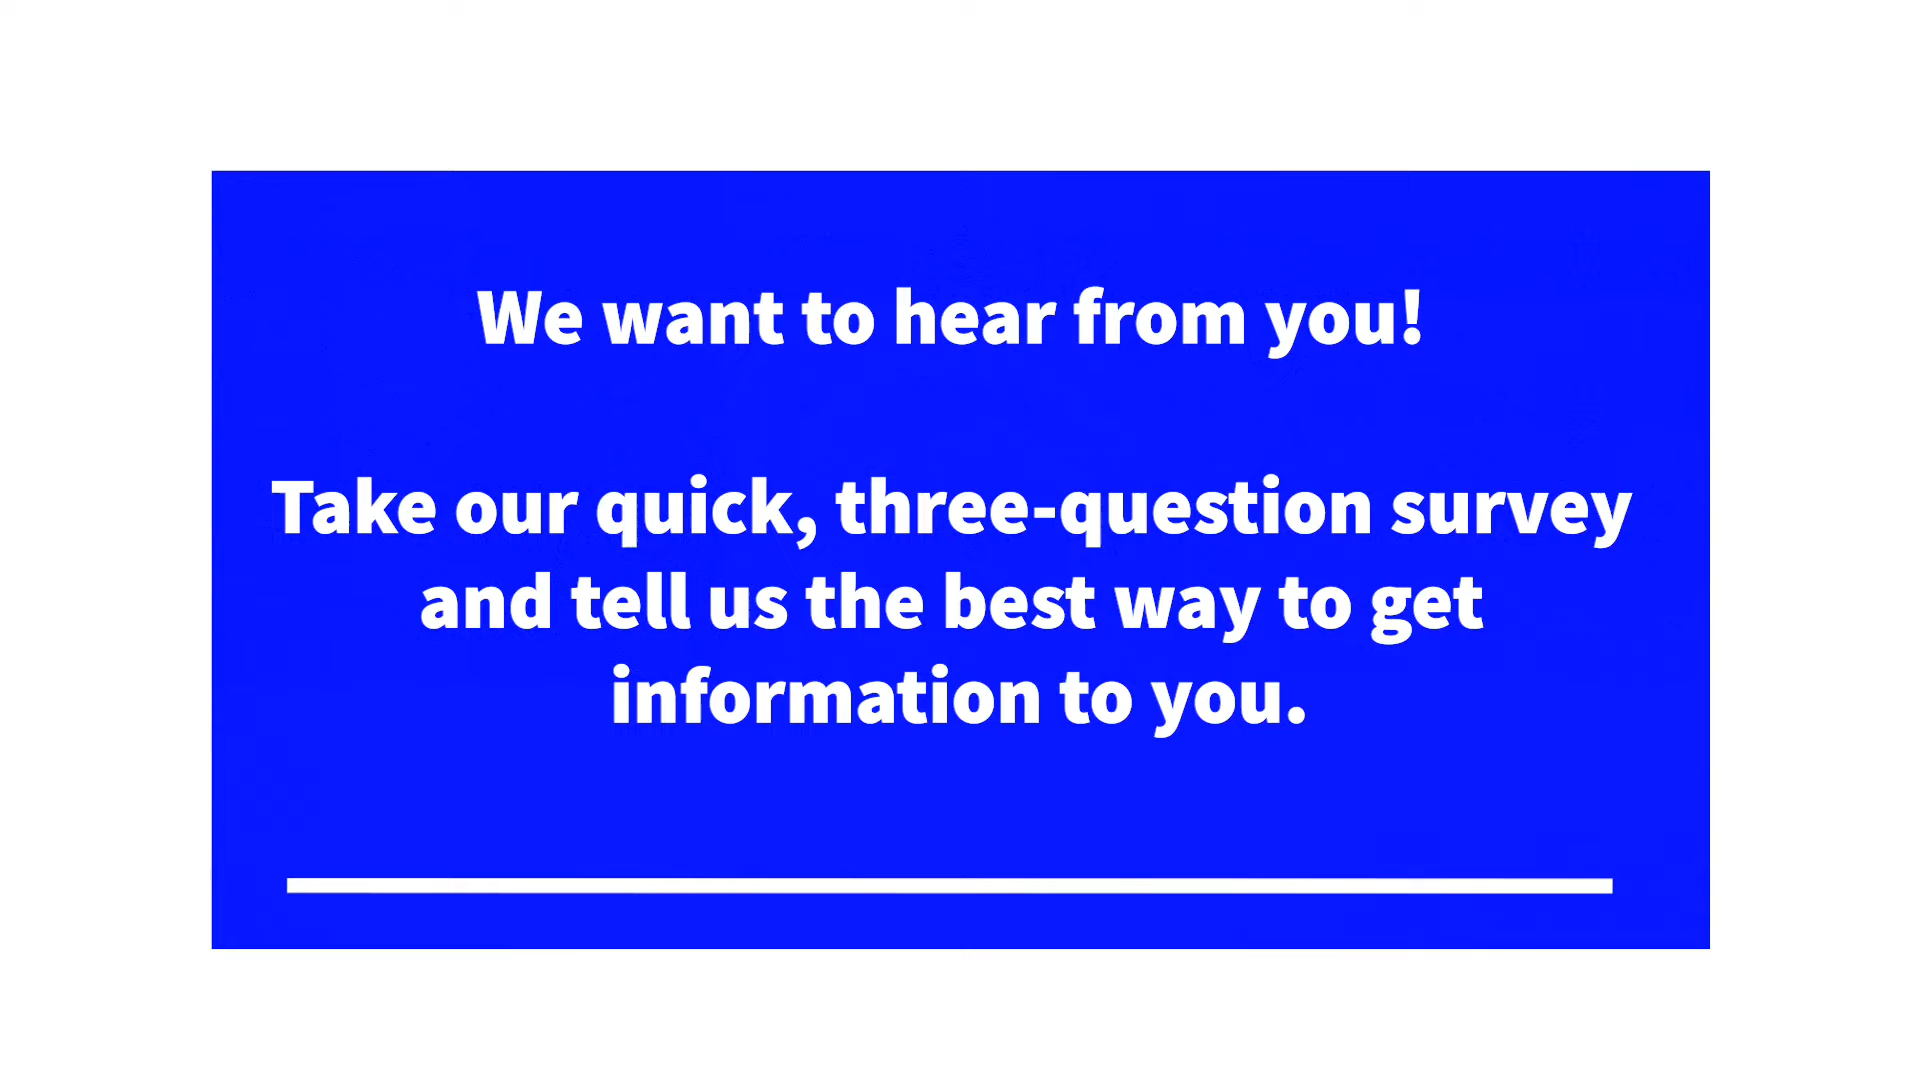 We want to hear from you!
Take our quick, three-question survey
and tell us the best way to get
information to you.